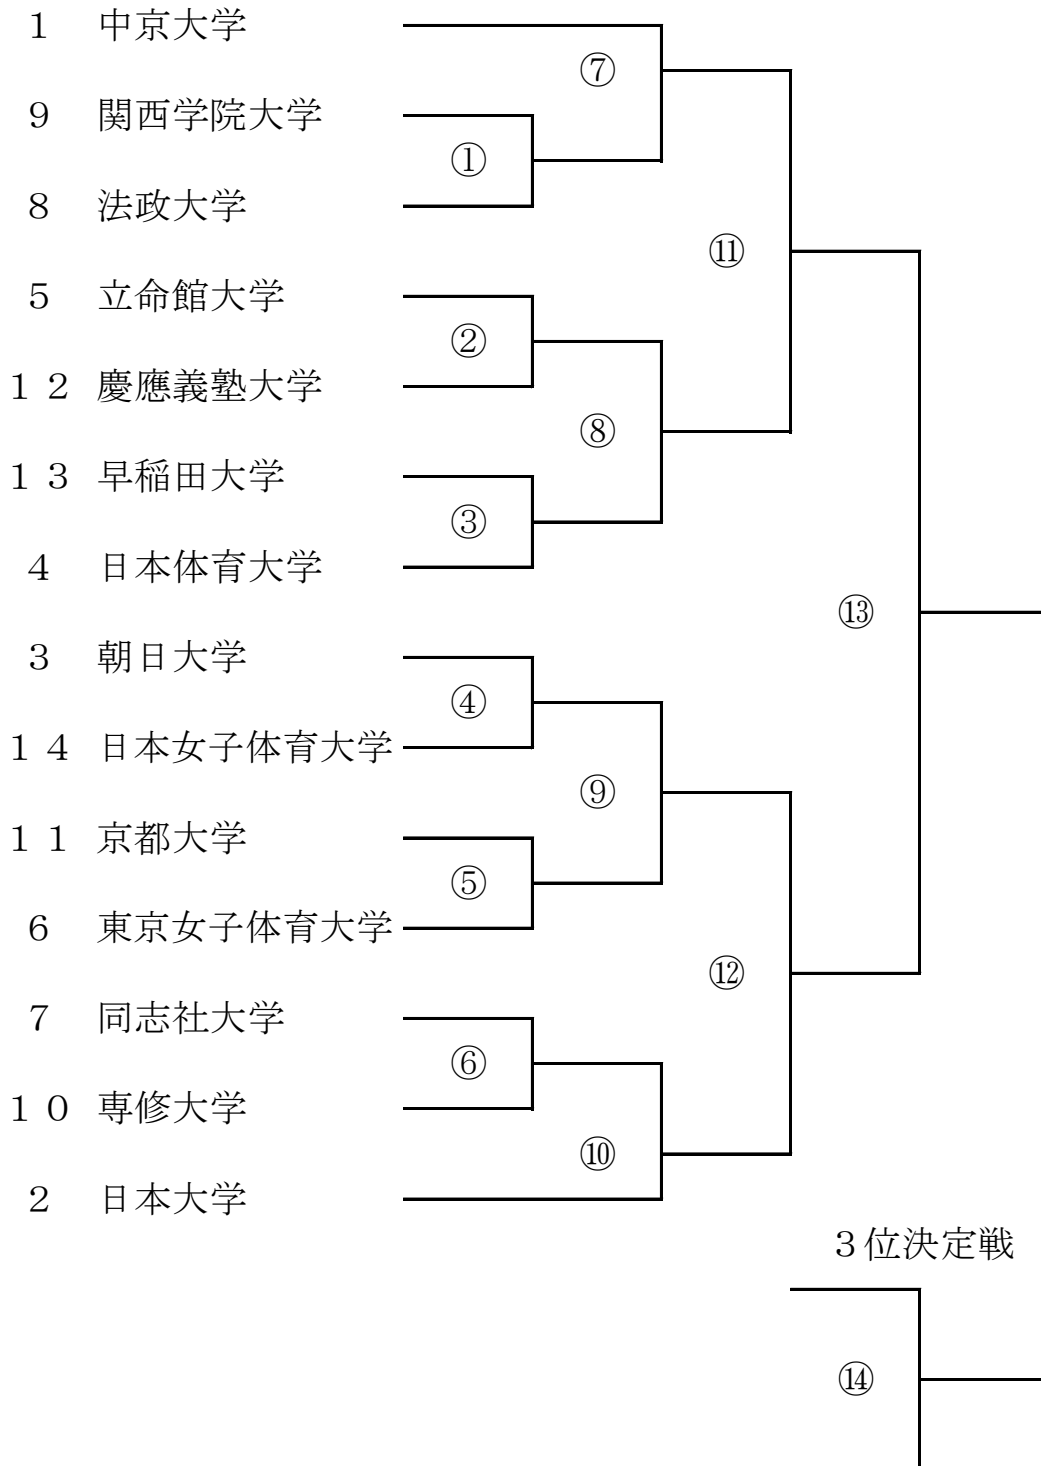 １ 中京大学
⑦
９ 関西学院大学
①
８ 法政大学
⑪
５ 立命館大学
②
１２ 慶應義塾大学
⑧
１３ 早稲田大学
③
４ 日本体育大学
⑬
３ 朝日大学
④
１４ 日本女子体育大学
⑨
１１ 京都大学
⑤
６ 東京女子体育大学
⑫
７ 同志社大学
⑥
１０ 専修大学
⑩
２ 日本大学
３位決定戦
⑭